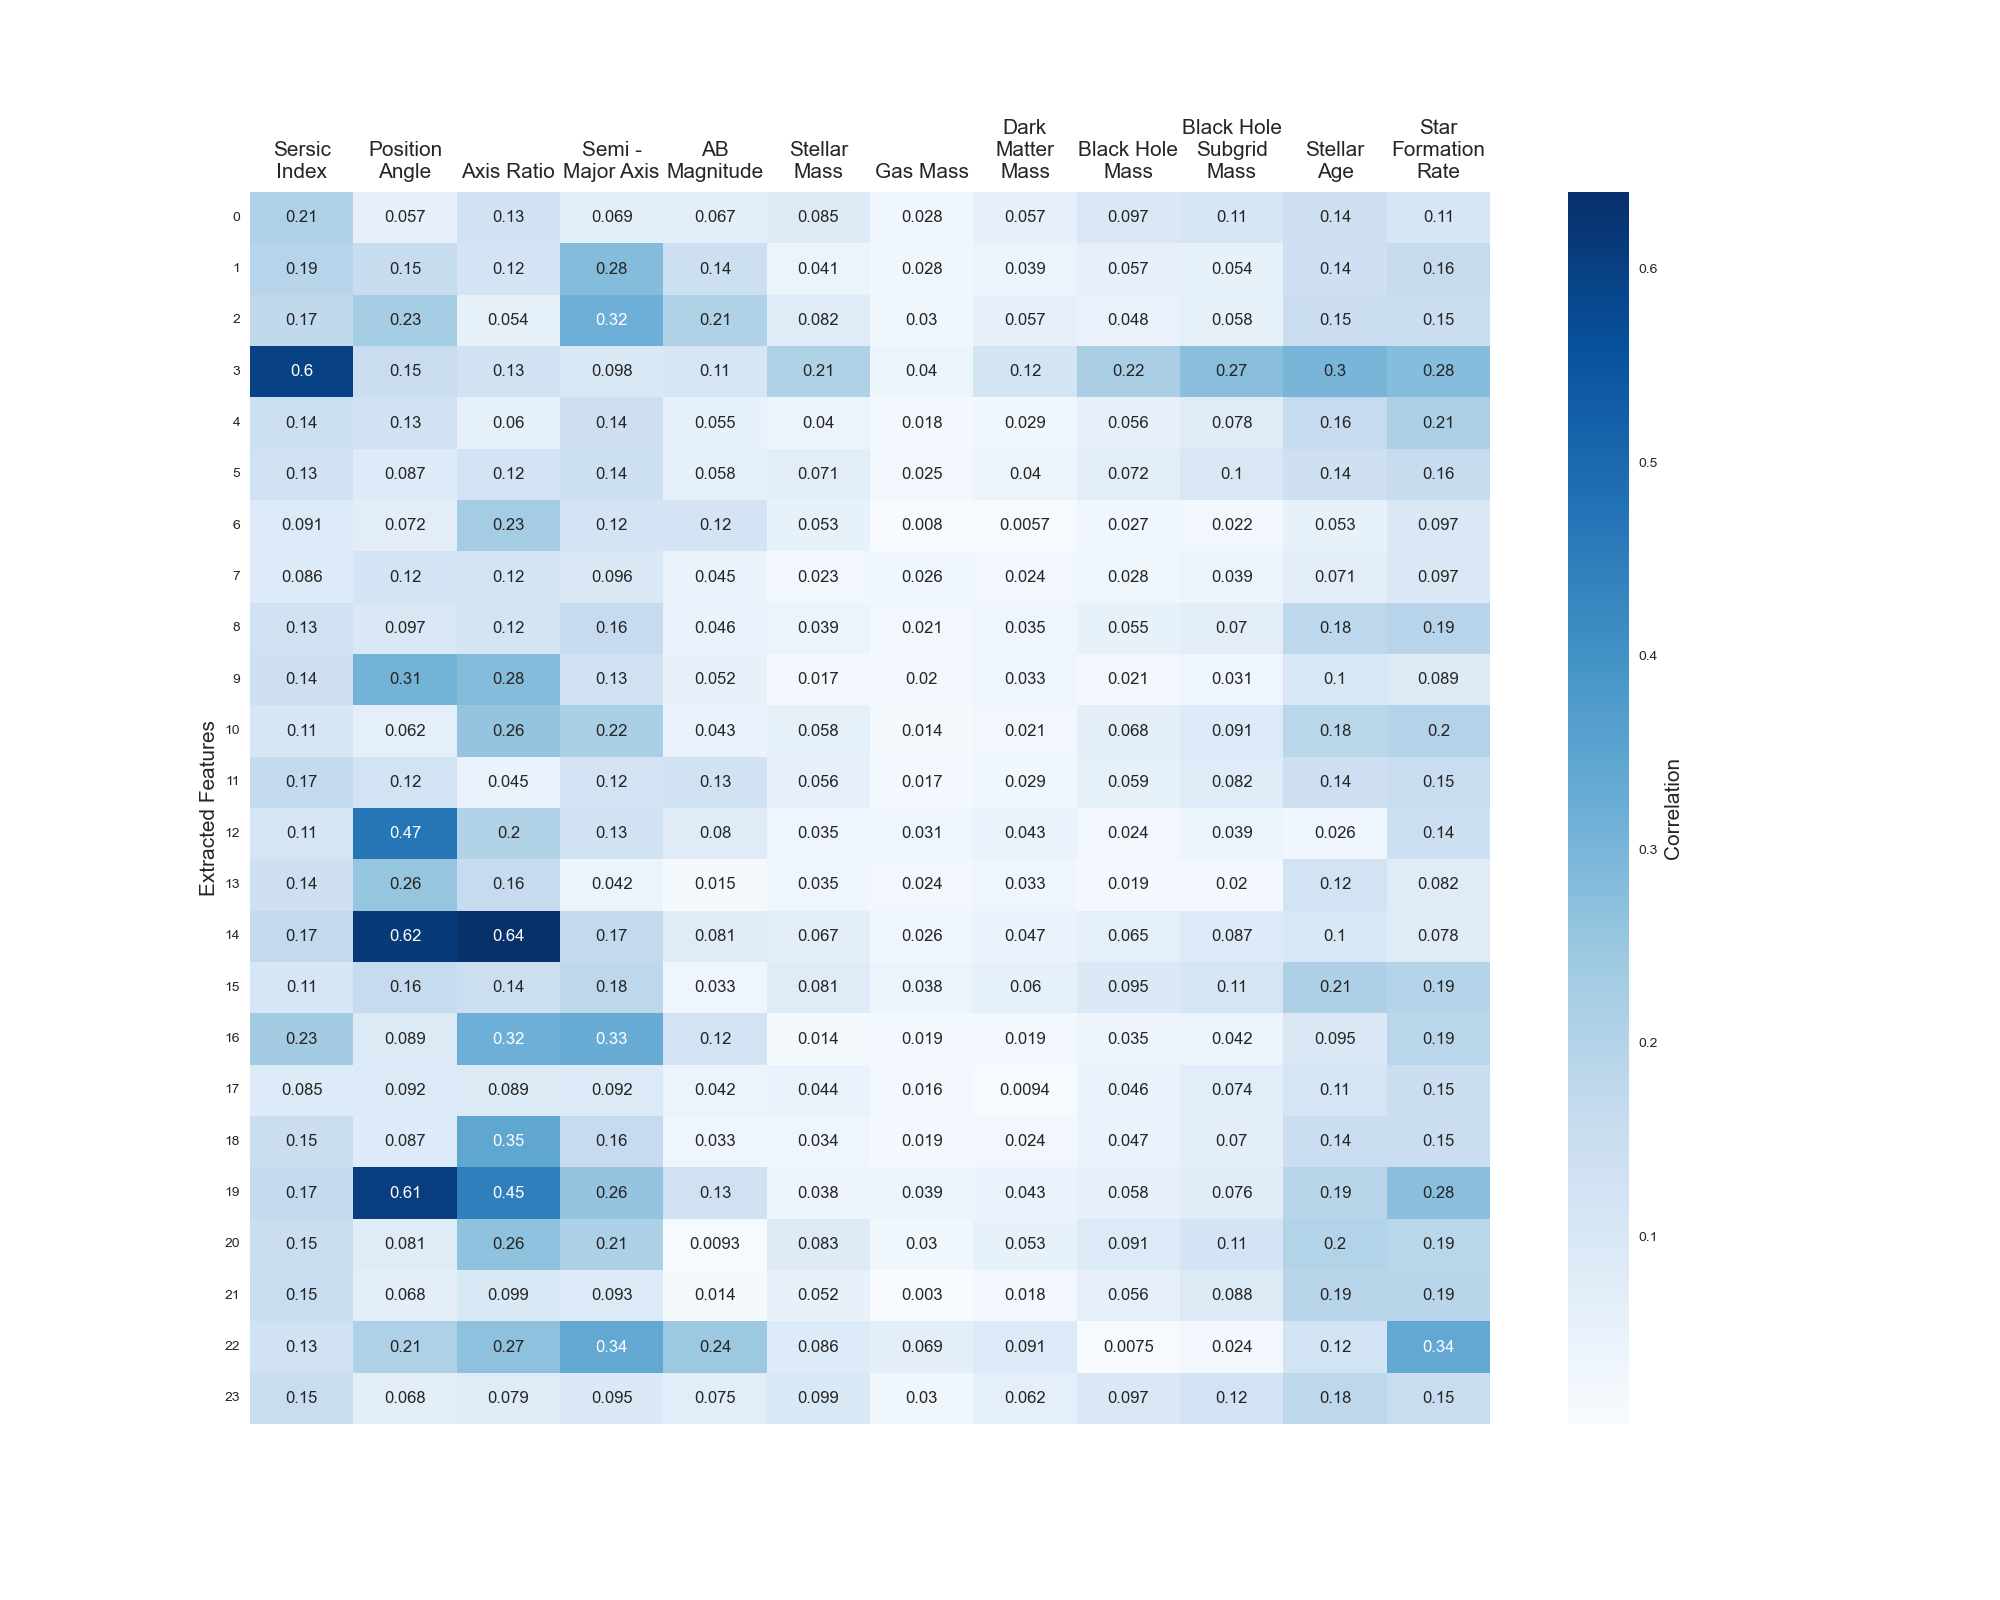 Sersic
Index
Position
Angle
Axis Ratio
Semi -
Major Axis
AB
Magnitude
Stellar
Mass
Gas Mass
Dark
Matter
Mass
Black Hole
Mass
Black Hole
Subgrid
Mass
Stellar
Age
Star
Formation
Rate
0 0.21 0.057 0.13 0.069 0.067 0.085 0.028 0.057 0.097 0.11 0.14 0.11
1 0.19 0.15 0.12 0.28 0.14 0.041 0.028 0.039 0.057 0.054 0.14 0.16
2 0.17 0.23 0.054 0.32 0.21 0.082 0.03 0.057 0.048 0.058 0.15 0.15
3 0.6 0.15 0.13 0.098 0.11 0.21 0.04 0.12 0.22 0.27 0.3 0.28
4 0.14 0.13 0.06 0.14 0.055 0.04 0.018 0.029 0.056 0.078 0.16 0.21
5 0.13 0.087 0.12 0.14 0.058 0.071 0.025 0.04 0.072 0.1 0.14 0.16
6 0.091 0.072 0.23 0.12 0.12 0.053 0.008 0.0057 0.027 0.022 0.053 0.097
7 0.086 0.12 0.12 0.096 0.045 0.023 0.026 0.024 0.028 0.039 0.071 0.097
8 0.13 0.097 0.12 0.16 0.046 0.039 0.021 0.035 0.055 0.07 0.18 0.19
9 0.14 0.31 0.28 0.13 0.052 0.017 0.02 0.033 0.021 0.031 0.1 0.089
10 0.11 0.062 0.26 0.22 0.043 0.058 0.014 0.021 0.068 0.091 0.18 0.2
11 0.17 0.12 0.045 0.12 0.13 0.056 0.017 0.029 0.059 0.082 0.14 0.15
12 0.11 0.47 0.2 0.13 0.08 0.035 0.031 0.043 0.024 0.039 0.026 0.14
13 0.14 0.26 0.16 0.042 0.015 0.035 0.024 0.033 0.019 0.02 0.12 0.082
14 0.17 0.62 0.64 0.17 0.081 0.067 0.026 0.047 0.065 0.087 0.1 0.078
15 0.11 0.16 0.14 0.18 0.033 0.081 0.038 0.06 0.095 0.11 0.21 0.19
16 0.23 0.089 0.32 0.33 0.12 0.014 0.019 0.019 0.035 0.042 0.095 0.19
17 0.085 0.092 0.089 0.092 0.042 0.044 0.016 0.0094 0.046 0.074 0.11 0.15
18 0.15 0.087 0.35 0.16 0.033 0.034 0.019 0.024 0.047 0.07 0.14 0.15
19 0.17 0.61 0.45 0.26 0.13 0.038 0.039 0.043 0.058 0.076 0.19 0.28
20 0.15 0.081 0.26 0.21 0.0093 0.083 0.03 0.053 0.091 0.11 0.2 0.19
21 0.15 0.068 0.099 0.093 0.014 0.052 0.003 0.018 0.056 0.088 0.19 0.19
22 0.13 0.21 0.27 0.34 0.24 0.086 0.069 0.091 0.0075 0.024 0.12 0.34
23 0.15 0.068 0.079 0.095 0.075 0.099 0.03 0.062 0.097 0.12 0.18 0.15
Extracted Features
0.6
0.5
0.4
0.3
0.2
0.1
Correlation